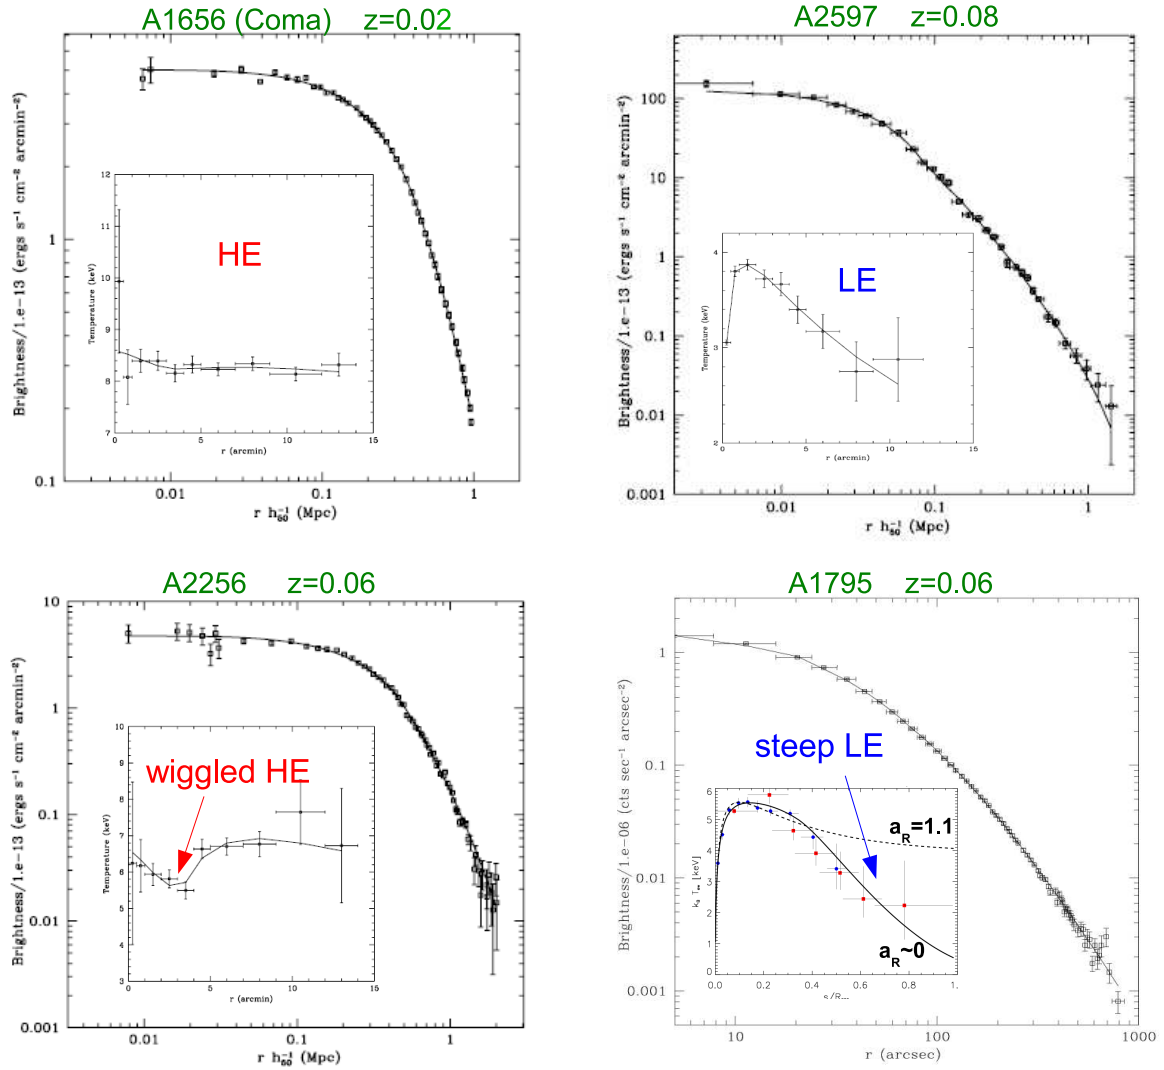 A1656 (Coma) z=0.02
Brightness/1.e-13 (ergs s⁻¹ cm⁻² arcmin⁻²)
1
0.1
0.01 0.1 1
r h₅₀⁻¹ (Mpc)
HE
Temperature (keV)
12
11
10
9
8
7
0 5 10 15
r (arcmin)
A2597 z=0.08
Brightness/1.e-13 (ergs s⁻¹ cm⁻² arcmin⁻²)
100
10
1
0.1
0.01
0.001
0.01 0.1 1
r h₅₀⁻¹ (Mpc)
LE
Temperature (keV)
4
3
2
0 5 10 15
r (arcmin)
A2256 z=0.06
Brightness/1.e-13 (ergs s⁻¹ cm⁻² arcmin⁻²)
10
1
0.1
0.01
0.001
0.01 0.1 1
r h₅₀⁻¹ (Mpc)
wiggled HE
Temperature (keV)
10
9
8
7
6
5
4
3
0 5 10 15
r (arcmin)
A1795 z=0.06
Brightness/1.e-06 (cts sec⁻¹ arcsec⁻²)
1
0.1
0.01
0.001
10 100 1000
r (arcsec)
steep LE
a_R=1.1
a_R~0
[keV]
6
5
4
3
2
1
0
0.0 0.2 0.4 0.6 0.8 1.